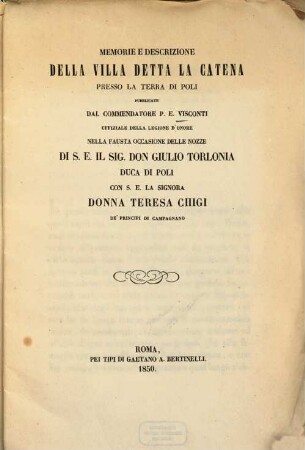 MEMORIE E DESCRIZIONE
DELLA VILLA DETTA LA CATENA
PRESSO LA TERRA DI POLI
PUBBLICATE
DAL COMMENDATORE P. E. VISCONTI
UFFIZIALE DELLA LEGIONE D'ONORE
NELLA FAUSTA OCCASIONE DELLE NOZZE
DI S. E. IL SIG. DON GIULIO TORLONIA
DUCA DI POLI
CON S. E. LA SIGNORA
DONNA TERESA CHIGI
DE' PRINCIPI DI CAMPAGNANO
ROMA,
PEI TIPI DI GAETANO A. BERTINELLI.
1850.